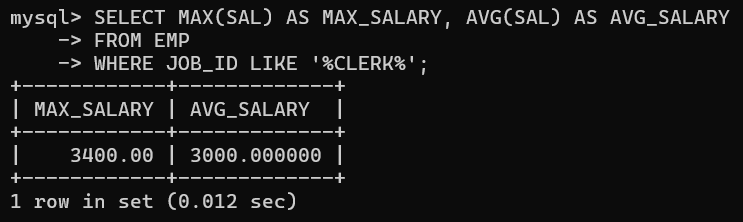 mysql> SELECT MAX(SAL) AS MAX_SALARY, AVG(SAL) AS AVG_SALARY
    -> FROM EMP
    -> WHERE JOB_ID LIKE '%CLERK%';
+------------+-------------+
| MAX_SALARY | AVG_SALARY  |
+------------+-------------+
|    3400.00 | 3000.000000 |
+------------+-------------+
1 row in set (0.012 sec)